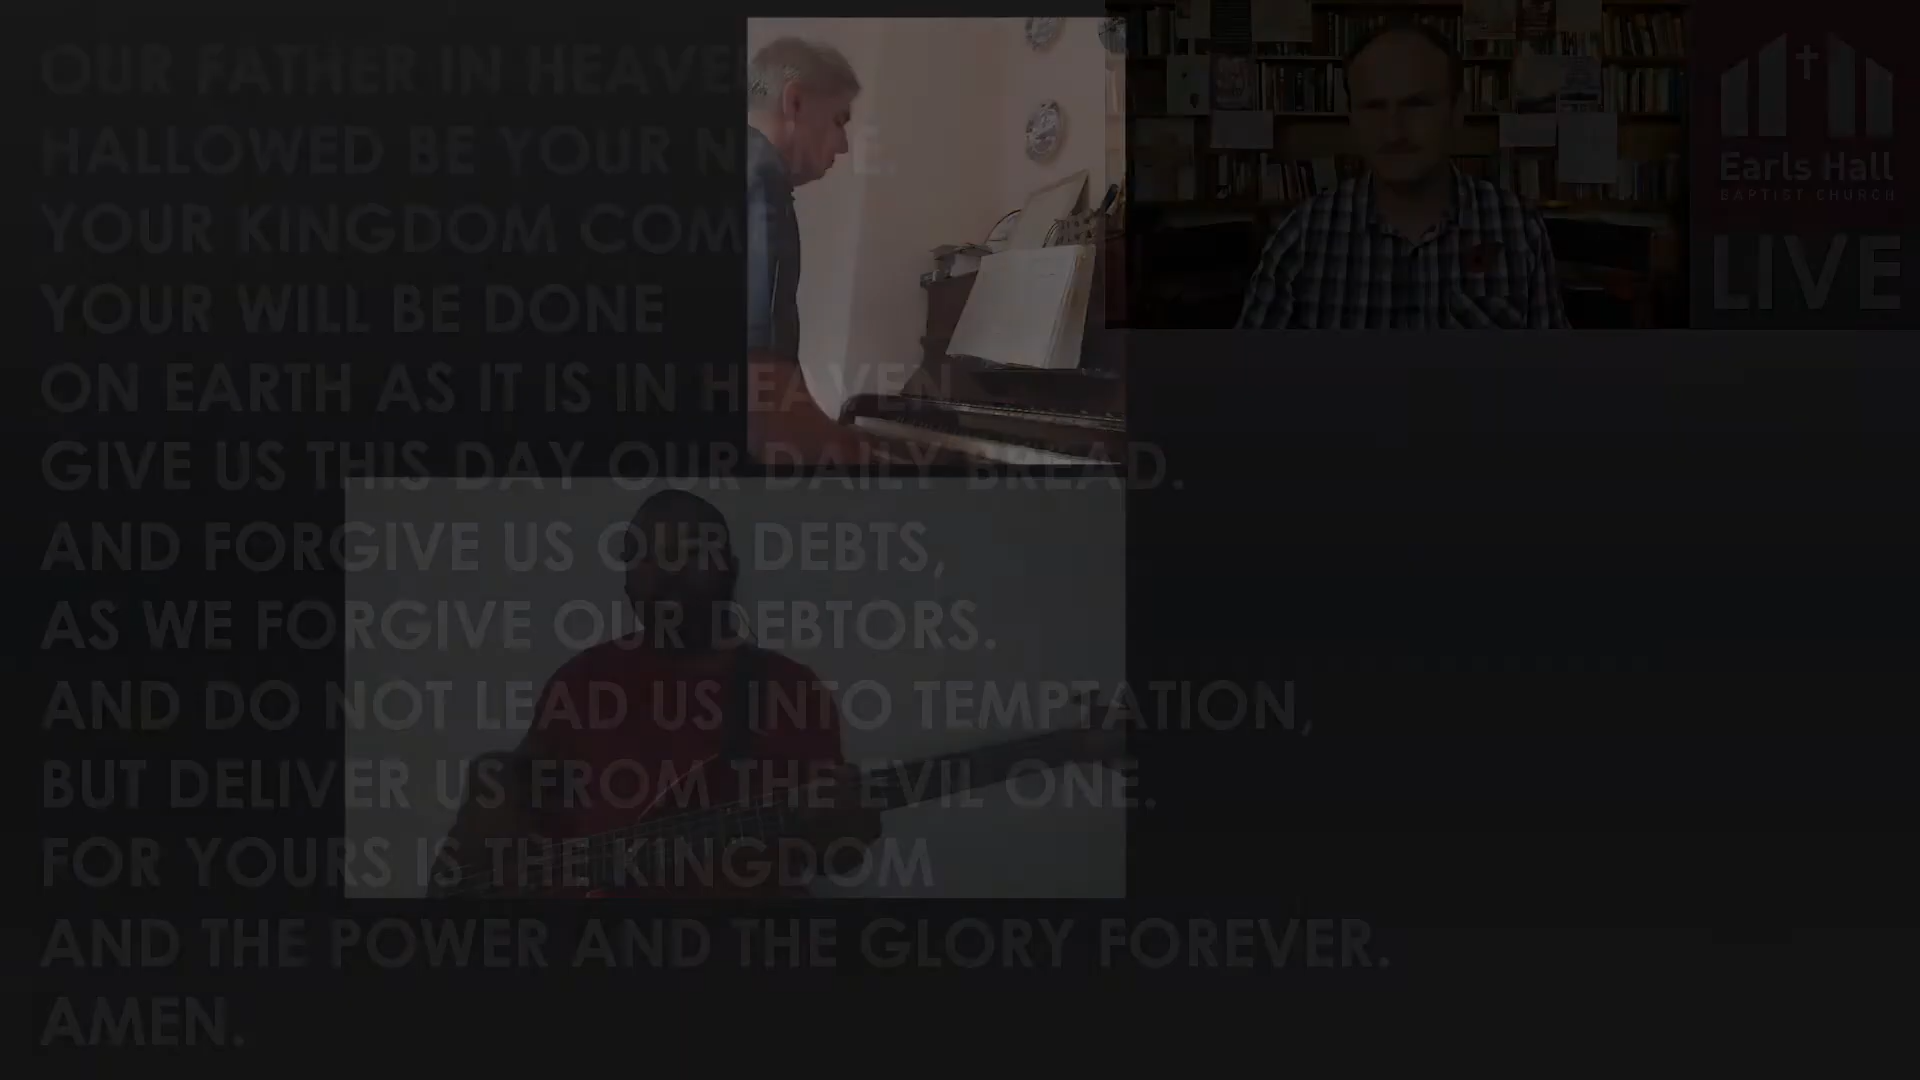 OUR FATHER IN HEAVEN
HALLOWED BE YOUR NAME.
YOUR KINGDOM COME
YOUR WILL BE DONE
ON EARTH AS IT IS IN HEAVEN
GIVE US THIS DAY OUR DAILY BREAD.
AND FORGIVE US OUR DEBTS,
AS WE FORGIVE OUR DEBTORS.
AND DO NOT LEAD US INTO TEMPTATION,
BUT DELIVER US FROM THE EVIL ONE.
FOR YOURS IS THE KINGDOM
AND THE POWER AND THE GLORY FOREVER.
AMEN.
Earls Hall
BAPTIST CHURCH
LIVE